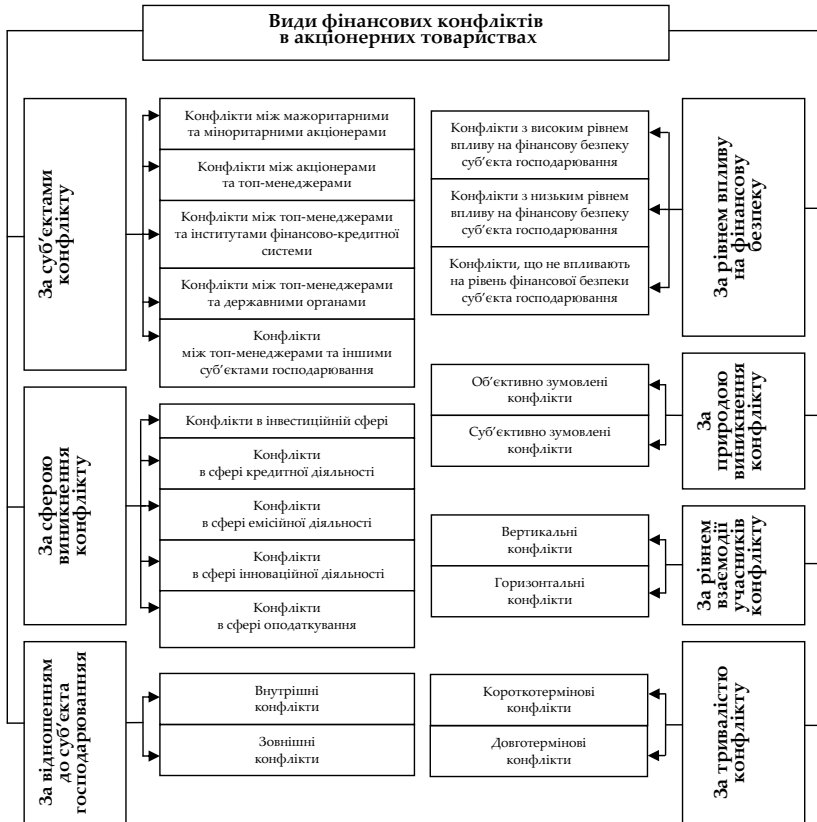 Види фінансових конфліктів
в акціонерних товариствах
За суб’єктами
конфлікту
Конфлікти між мажоритарними
та міноритарними акціонерами
Конфлікти між акціонерами
та топ-менеджерами
Конфлікти між топ-менеджерами
та інститутами фінансово-кредитної
системи
Конфлікти між топ-менеджерами
та державними органами
Конфлікти
між топ-менеджерами та іншими
суб’єктами господарювання
За сферою
виникнення
конфлікту
Конфлікти в інвестиційній сфері
Конфлікти
в сфері кредитної діяльності
Конфлікти
в сфері емісійної діяльності
Конфлікти
в сфері інноваційної діяльності
Конфлікти
в сфері оподаткування
За відношенням
до суб’єкта
господарюванняя
Внутрішні
конфлікти
Зовнішні
конфлікти
Конфлікти з високим рівнем
впливу на фінансову безпеку
суб’єкта господарювання
Конфлікти з низьким рівнем
впливу на фінансову безпеку
суб’єкта господарювання
Конфлікти, що не впливають
на рівень фінансової безпеки
суб’єкта господарювання
За рівнем впливу
на фінансову
безпеку
Об’єктивно зумовлені
конфлікти
Суб’єктивно зумовлені
конфлікти
За
природою
виникнення
конфлікту
Вертикальні
конфлікти
Горизонтальні
конфлікти
За рівнем
взаємодії
учасників
конфлікту
Короткотермінові
конфлікти
Довготермінові
конфлікти
За тривалістю
конфлікту